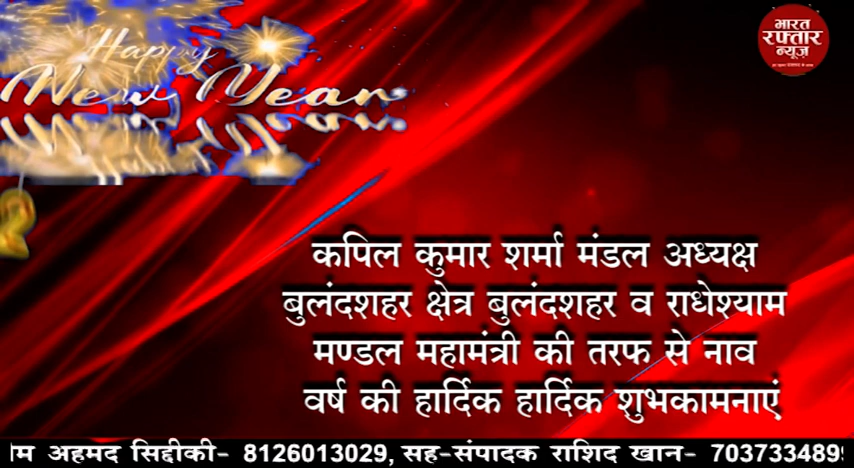 Happy
New Year
भारत
रफ्तार
न्यूज़
कपिल कुमार शर्मा मंडल अध्यक्ष
बुलंदशहर क्षेत्र बुलंदशहर व राधेश्याम
मण्डल महामंत्री की तरफ से नाव
वर्ष की हार्दिक हार्दिक शुभकामनाएं
अहमद सिद्दीकी- 8126013029, सह-संपादक राशिद खान-